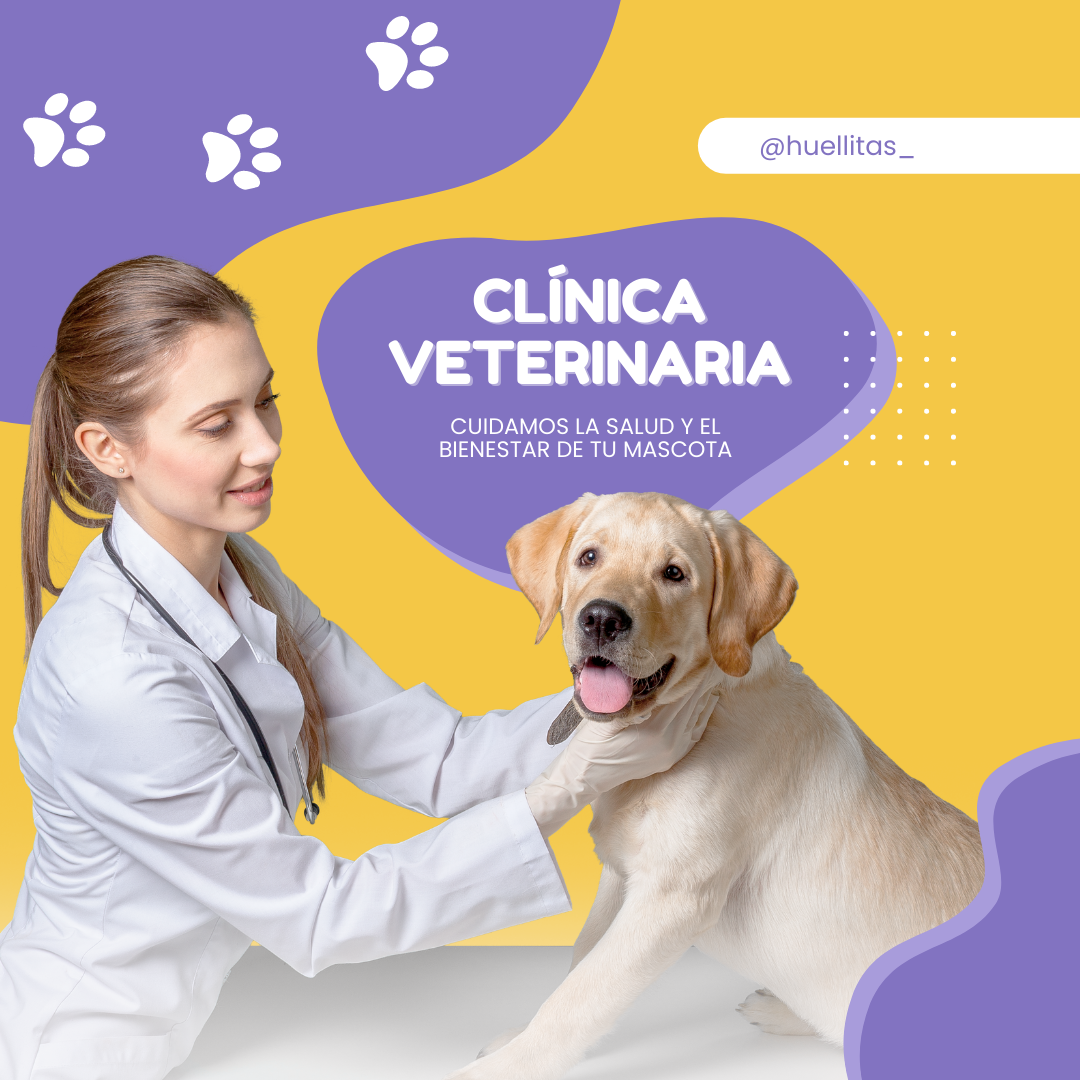 @huellitas_
CLÍNICA
VETERINARIA
CUIDAMOS LA SALUD Y EL
BIENESTAR DE TU MASCOTA